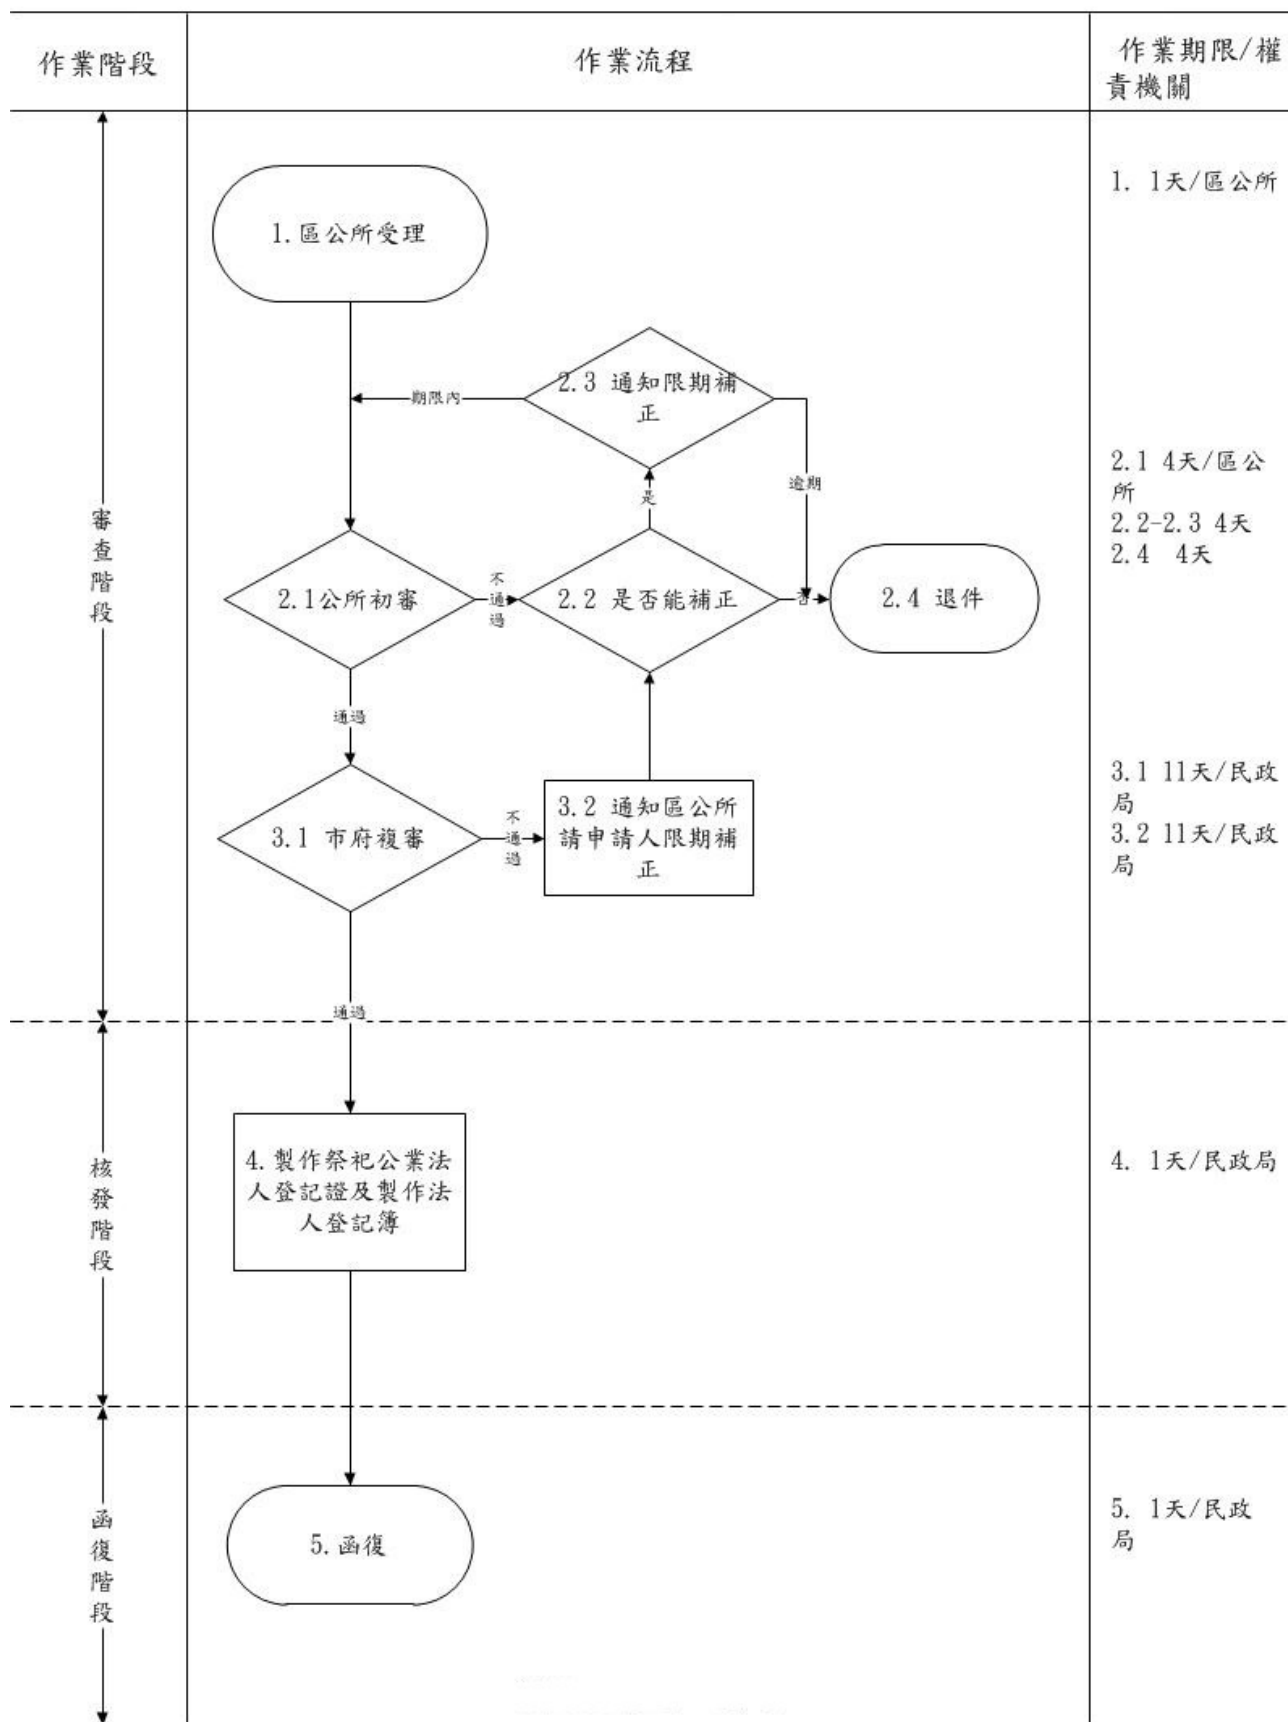 作業階段
作業流程
作業期限/權
責機關
審查階段
1.區公所受理
1. 1天/區公所
2.3 通知限期補
正
期限內
逾期
是
2.1公所初審
不通過
2.2 是否能補正
否
2.4 退件
2.1 4天/區公
所
2.2-2.3 4天
2.4 4天
通過
3.1 市府複審
不通過
3.2 通知區公所
請申請人限期補
正
3.1 11天/民政
局
3.2 11天/民政
局
通過
核發階段
4.製作祭祀公業法
人登記證及製作法
人登記簿
4. 1天/民政局
函復階段
5.函復
5. 1天/民政
局